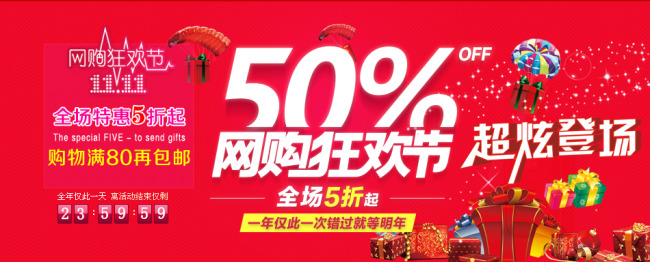 网购狂欢节
11.11
全场特惠5折起
The special FIVE - to send gifts
购物满80再包邮
全年仅此一天 离活动结束仅剩
23:59:59
50% OFF
网购狂欢节
超炫登场
全场5折起
一年仅此一次错过就等明年